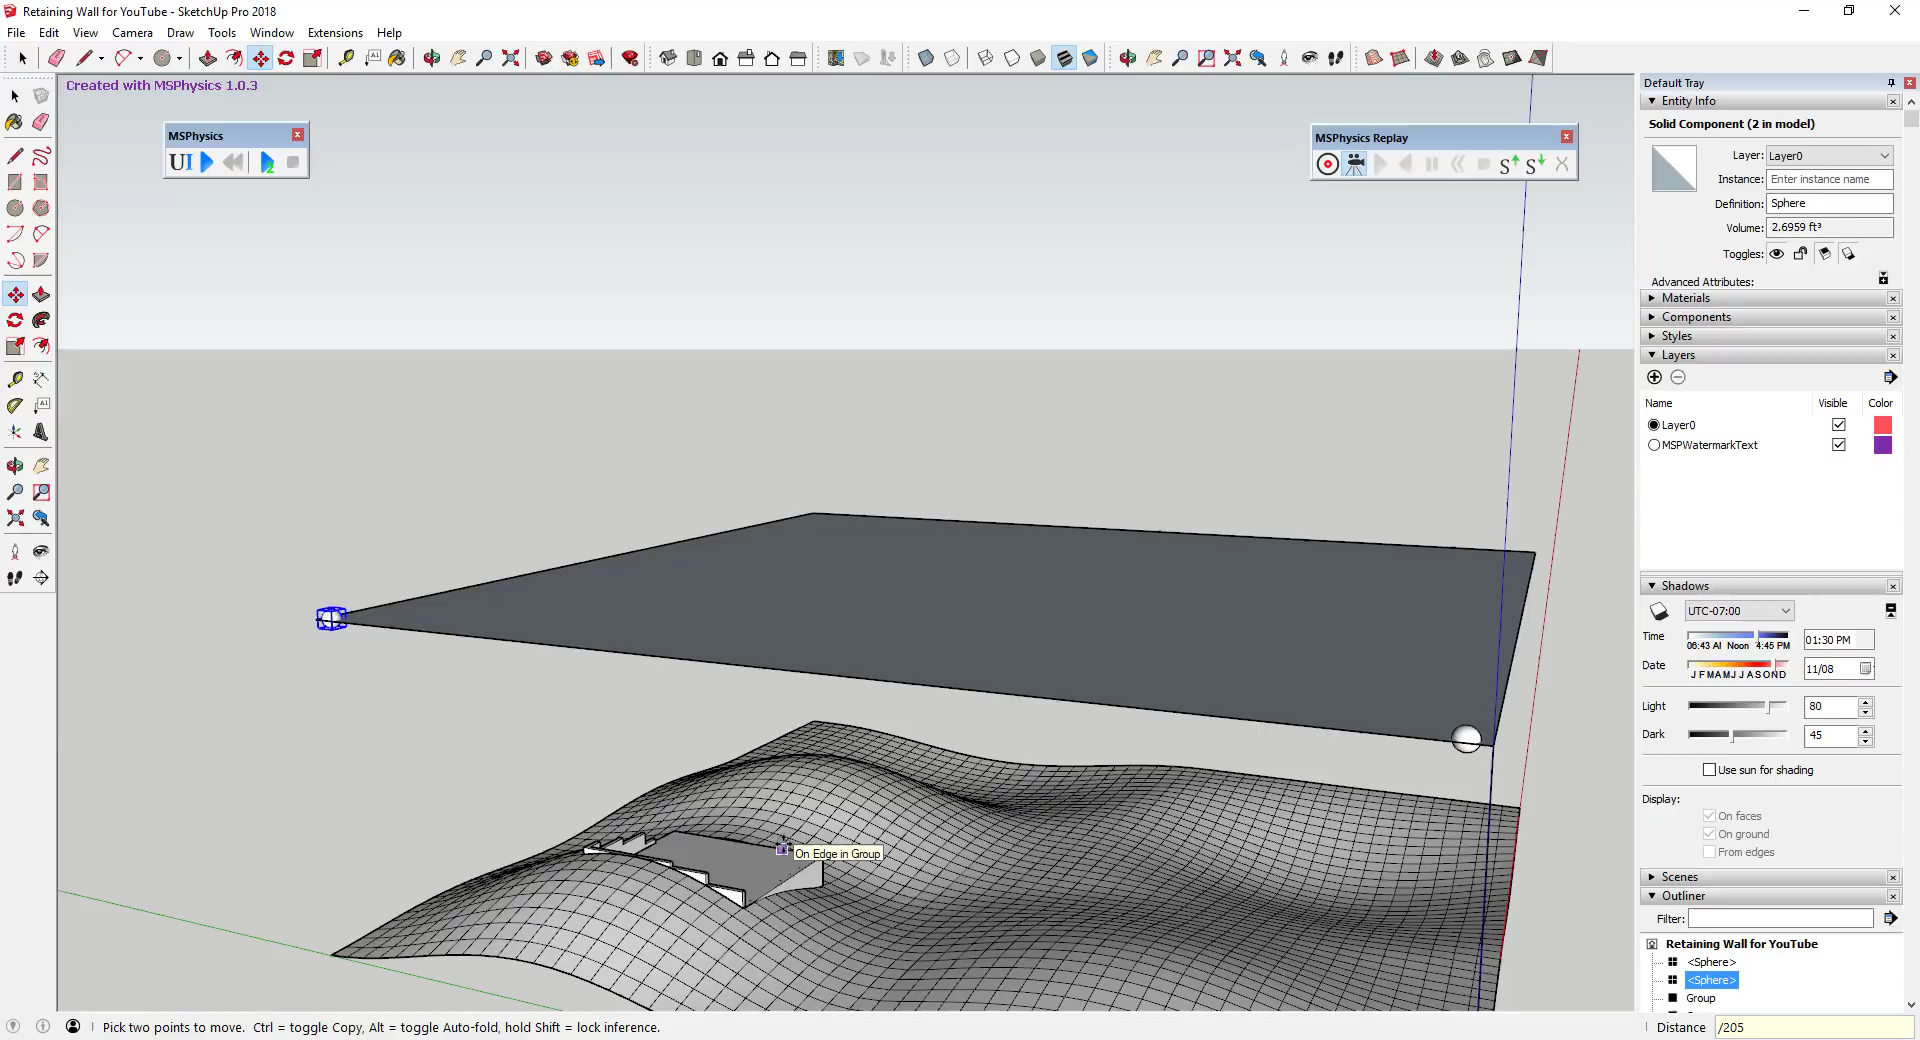 Retaining Wall for YouTube - SketchUp Pro 2018
File Edit View Camera Draw Tools Window Extensions Help
Created with MSPhysics 1.0.3
MSPhysics
UI
2
MSPhysics Replay
S S
On Edge in Group
Default Tray
Entity Info
Solid Component (2 in model)
Layer: Layer0
Instance: Enter instance name
Definition: Sphere
Volume: 2.6959 ft³
Toggles:
Advanced Attributes:
Materials
Components
Styles
Layers
Name Visible Color
Layer0
MSPWatermarkText
Shadows
UTC-07:00
Time 01:30 PM
06:43 AI Noon 4:45 PM
Date 11/08
J F M A M J J A S O N D
Light 80
Dark 45
Use sun for shading
Display:
On faces
On ground
From edges
Scenes
Outliner
Filter:
Retaining Wall for YouTube
<Sphere>
<Sphere>
Group
Pick two points to move. Ctrl = toggle Copy, Alt = toggle Auto-fold, hold Shift = lock inference.
Distance /205